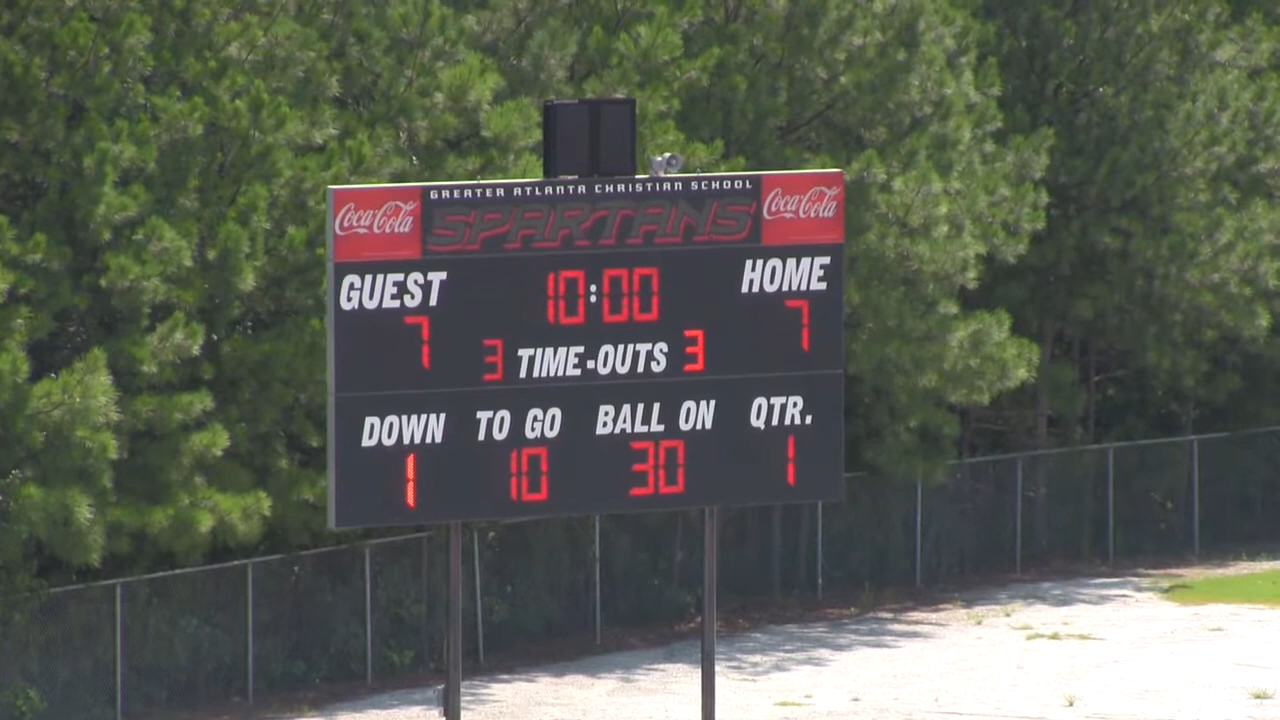 GREATER ATLANTA CHRISTIAN SCHOOL
Coca-Cola SPARTANS Coca-Cola
GUEST 10:00 HOME
7 3 TIME-OUTS 3 7
DOWN TO GO BALL ON QTR.
1 10 30 1